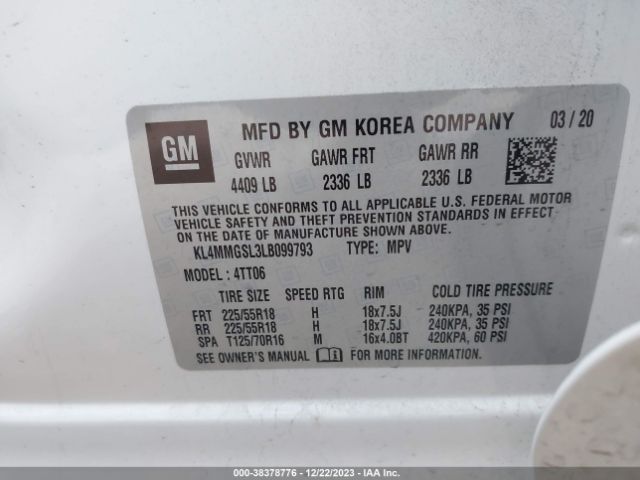 GM
MFD BY GM KOREA COMPANY 03 / 20
GVWR GAWR FRT GAWR RR
4409 LB 2336 LB 2336 LB
THIS VEHICLE CONFORMS TO ALL APPLICABLE U.S. FEDERAL MOTOR
VEHICLE SAFETY AND THEFT PREVENTION STANDARDS IN EFFECT
ON THE DATE OF MANUFACTURE SHOWN ABOVE.
KL4MMGSL3LB099793 TYPE: MPV
MODEL : 4TT06
TIRE SIZE SPEED RTG RIM COLD TIRE PRESSURE
FRT 225/55R18 H 18x7.5J 240KPA, 35 PSI
RR 225/55R18 H 18x7.5J 240KPA, 35 PSI
SPA T125/70R16 M 16x4.0BT 420KPA, 60 PSI
SEE OWNER'S MANUAL FOR MORE INFORMATION.
000-38378776 - 12/22/2023 - IAA Inc.